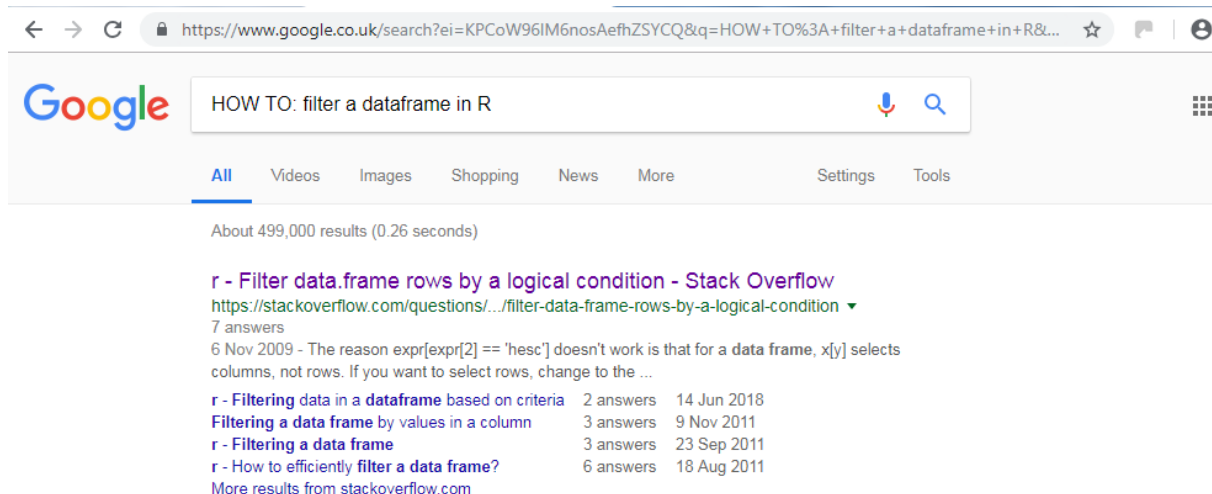 https://www.google.co.uk/search?ei=KPCoW96IM6nosAefhZSYCQ&q=HOW+TO%3A+filter+a+dataframe+in+R&...
Google HOW TO: filter a dataframe in R
All Videos Images Shopping News More Settings Tools
About 499,000 results (0.26 seconds)
r - Filter data.frame rows by a logical condition - Stack Overflow
https://stackoverflow.com/questions/.../filter-data-frame-rows-by-a-logical-condition
7 answers
6 Nov 2009 - The reason expr[expr[2] == 'hesc'] doesn't work is that for a data frame, x[y] selects
columns, not rows. If you want to select rows, change to the ...
r - Filtering data in a dataframe based on criteria 2 answers 14 Jun 2018
Filtering a data frame by values in a column 3 answers 9 Nov 2011
r - Filtering a data frame 3 answers 23 Sep 2011
r - How to efficiently filter a data frame? 6 answers 18 Aug 2011
More results from stackoverflow.com